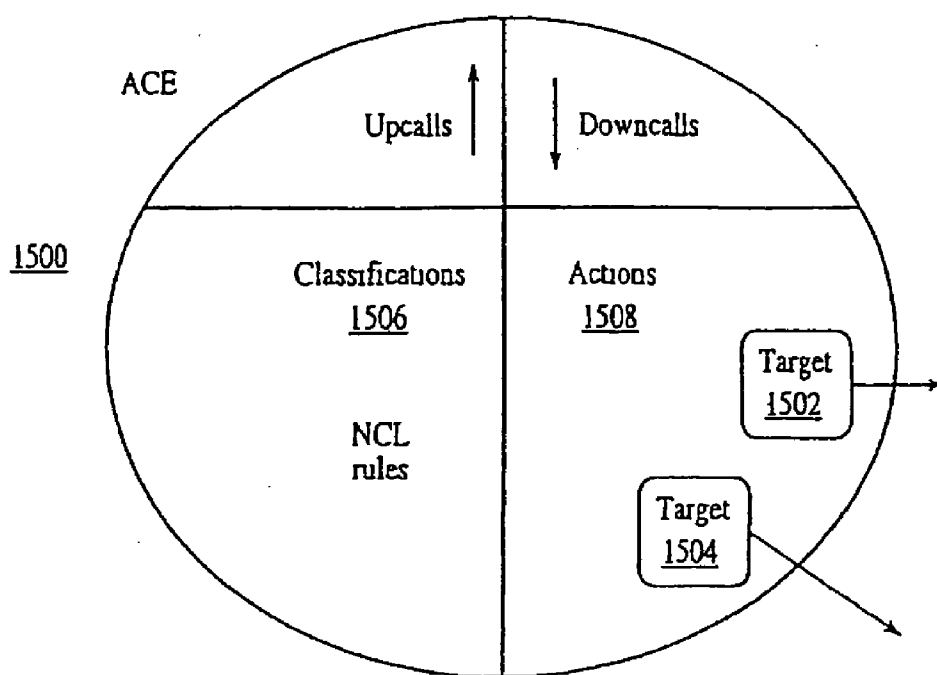 ACE
Upcalls
Downcalls
1500
Classifications
1506
Actions
1508
Target
1502
NCL
rules
Target
1504